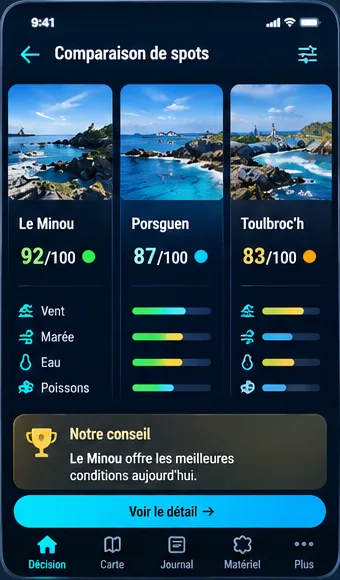 9:41
Comparaison de spots
Le Minou
Porsguen
Toulbroc'h
92/100
87/100
83/100
Vent
Marée
Eau
Poissons
Notre conseil
Le Minou offre les meilleures
conditions aujourd'hui.
Voir le détail →
Décision
Carte
Journal
Matériel
Plus